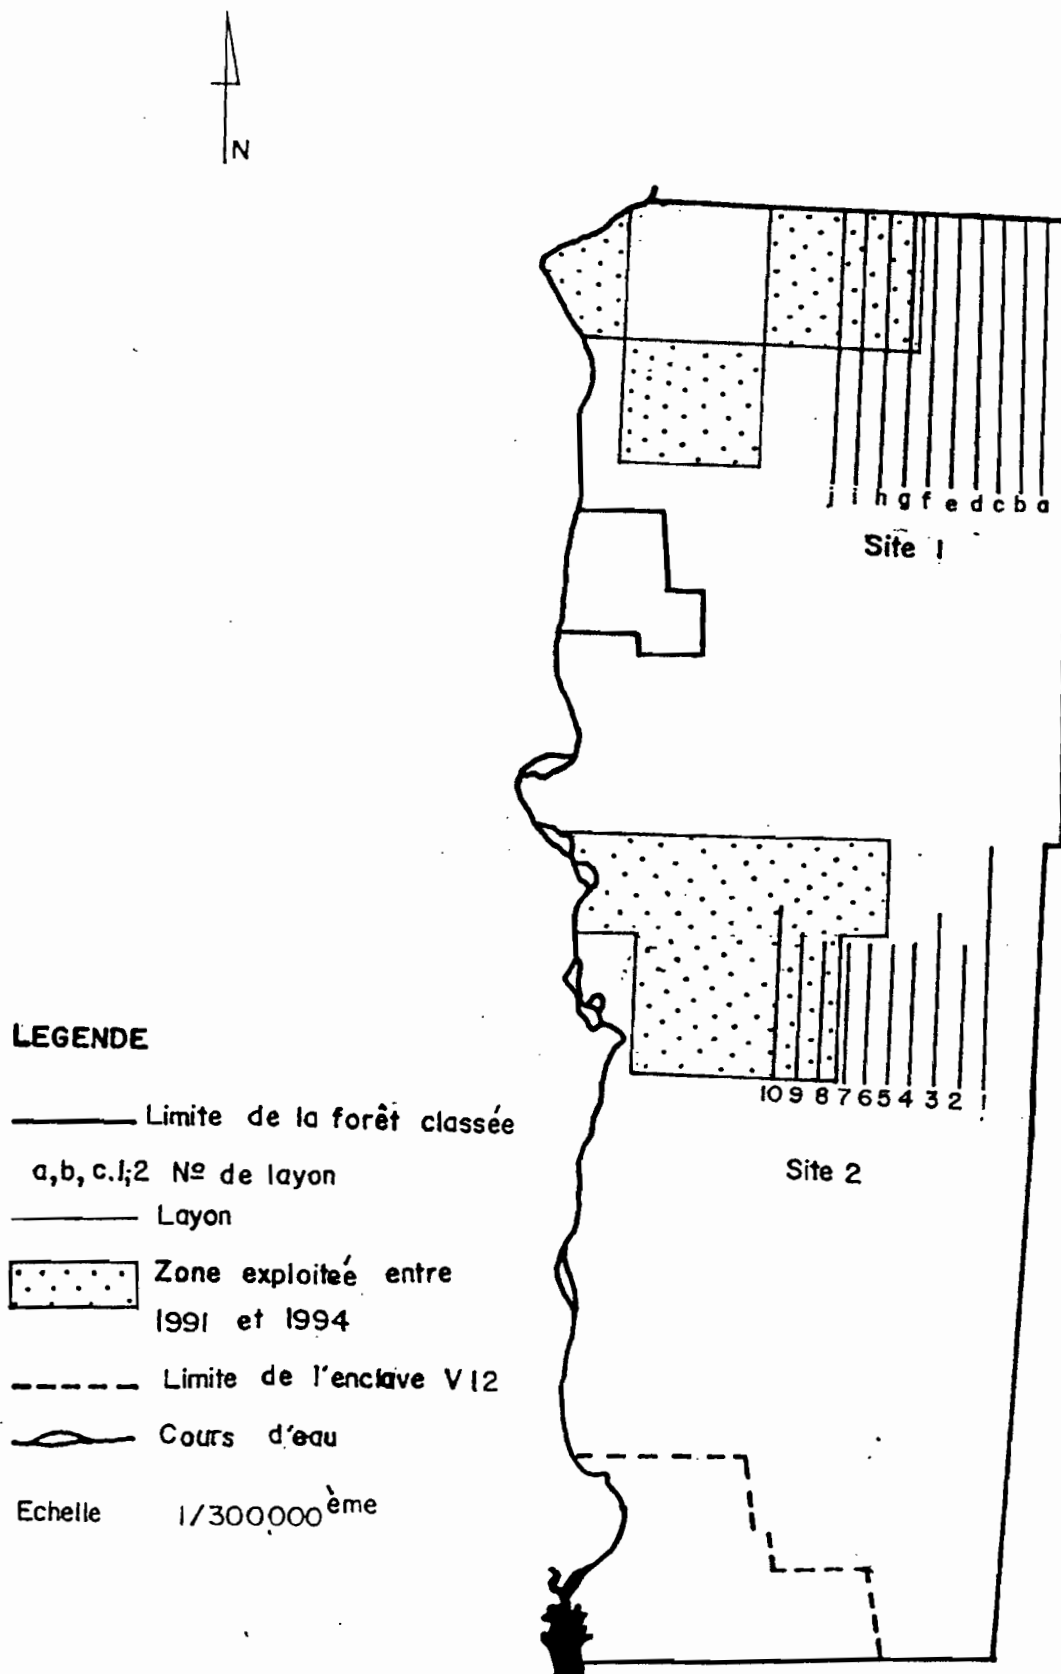 N
j i h g f e d c b a
Site 1
10 9 8 7 6 5 4 3 2 1
Site 2
LEGENDE
Limite de la forêt classée
a,b, c.1;2 Nº de layon
Layon
Zone exploiteé entre
1991 et 1994
Limite de l'enclave V12
Cours d'eau
Echelle 1/300000ème